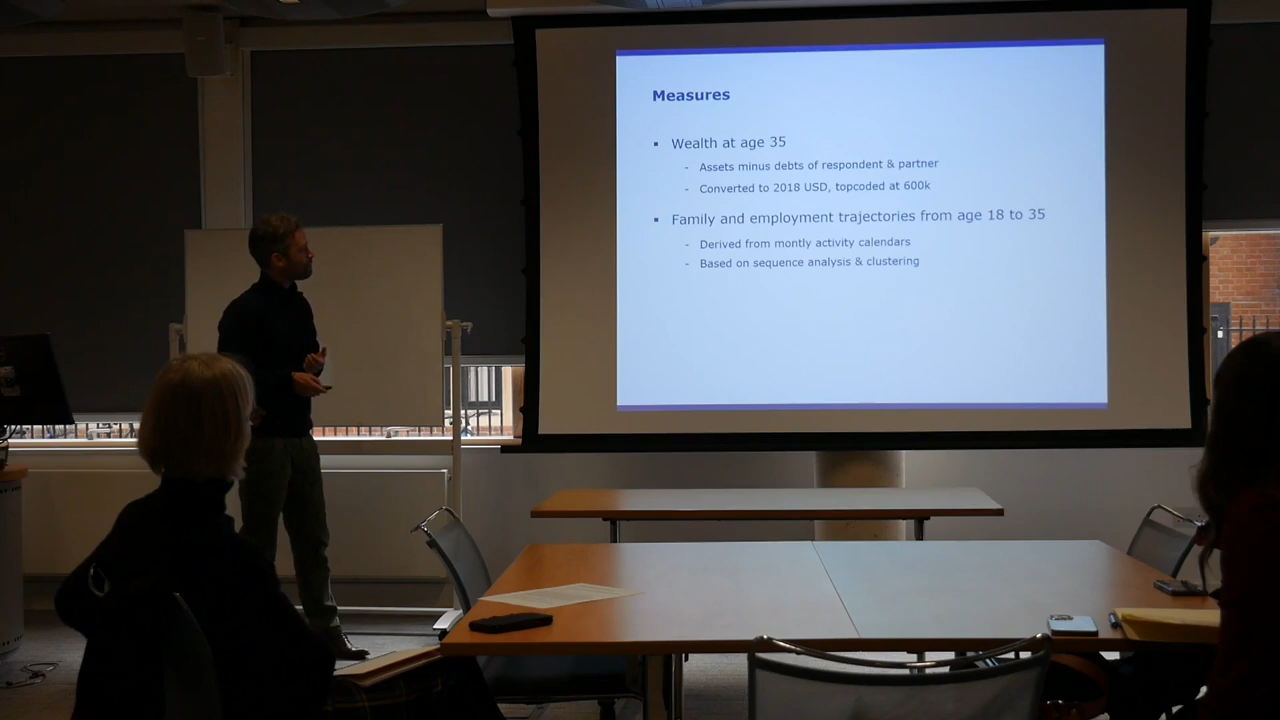 Measures
▪ Wealth at age 35
- Assets minus debts of respondent & partner
- Converted to 2018 USD, topcoded at 600k
▪ Family and employment trajectories from age 18 to 35
- Derived from montly activity calendars
- Based on sequence analysis & clustering